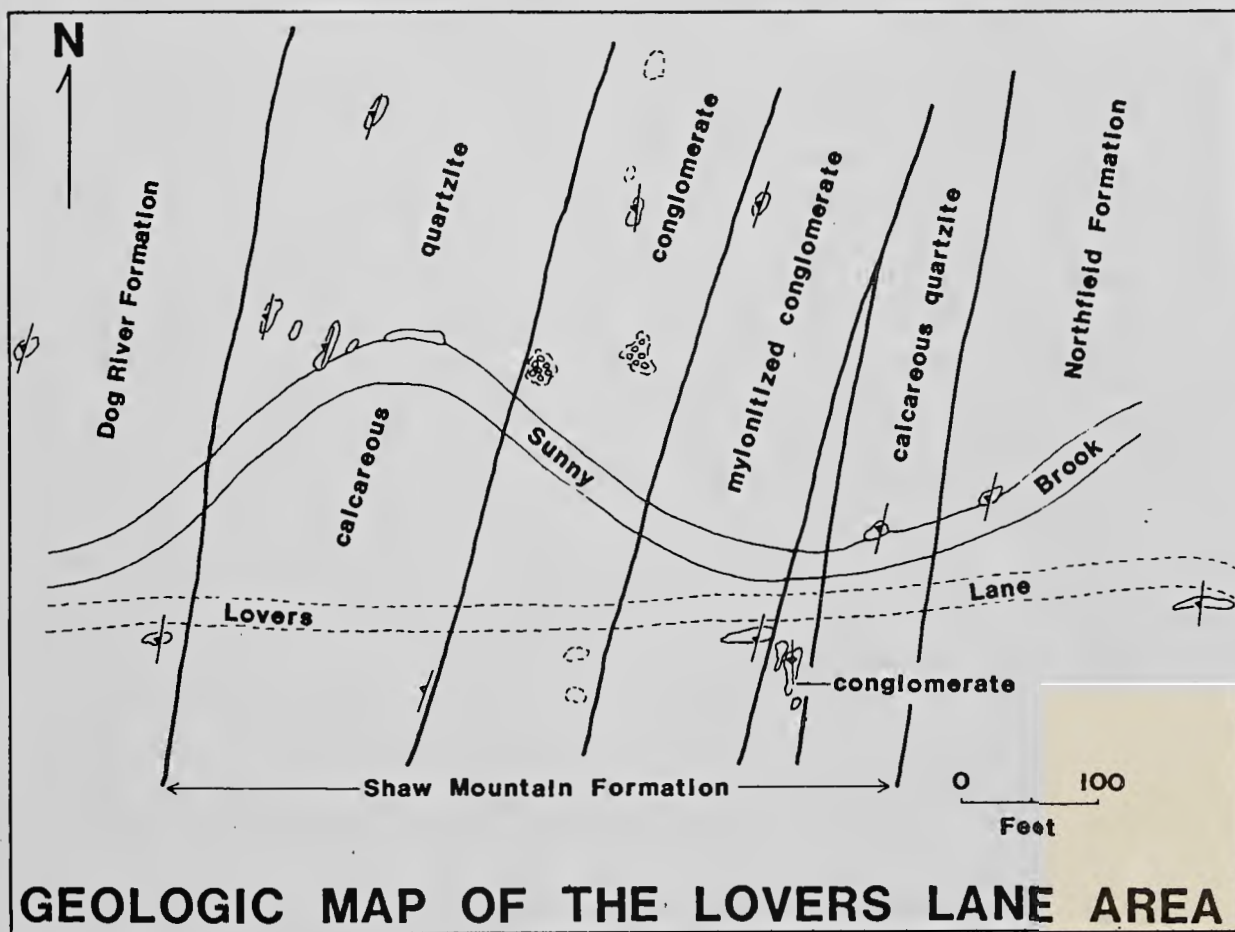 N
Dog River Formation
quartzite
calcareous
conglomerate
mylonitized conglomerate
calcareous quartzite
Northfield Formation
Sunny
Brook
Lovers
Lane
conglomerate
Shaw Mountain Formation
0 100
Feet
GEOLOGIC MAP OF THE LOVERS LANE AREA